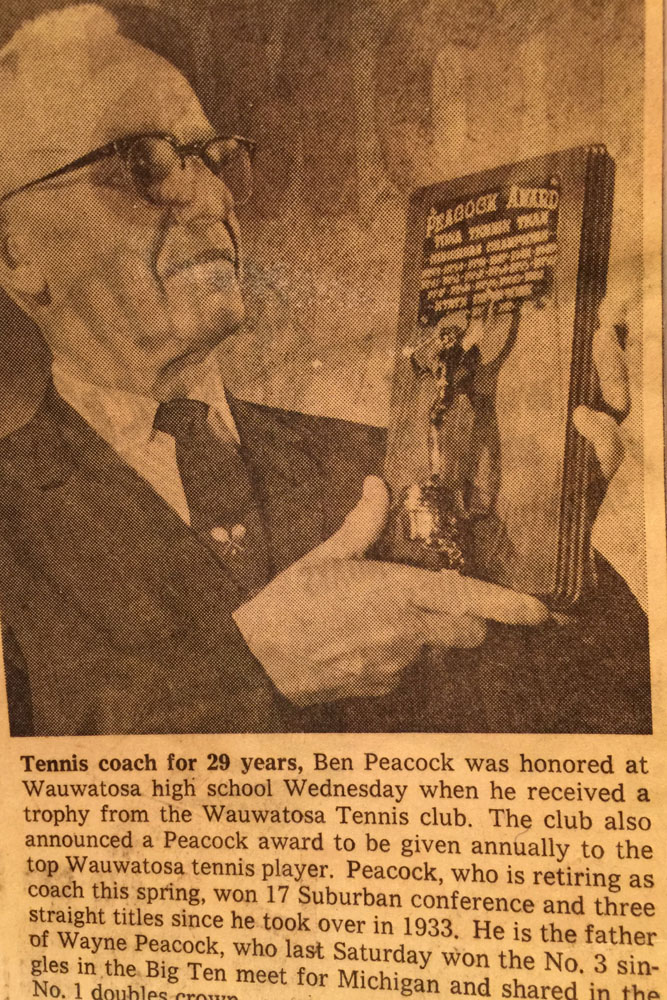 PEACOCK AWARD
Tennis coach for 29 years, Ben Peacock was honored at
Wauwatosa high school Wednesday when he received a
trophy from the Wauwatosa Tennis club. The club also
announced a Peacock award to be given annually to the
top Wauwatosa tennis player. Peacock, who is retiring as
coach this spring, won 17 Suburban conference and three
straight titles since he took over in 1933. He is the father
of Wayne Peacock, who last Saturday won the No. 3 sin-
gles in the Big Ten meet for Michigan and shared in the
No. 1 doubles crown